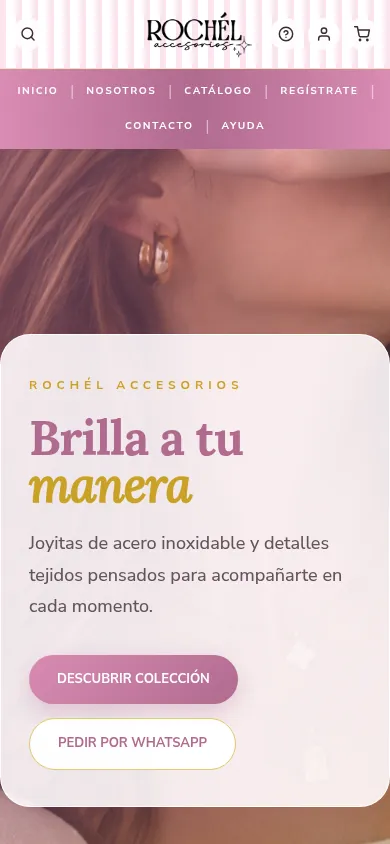 ROCHÉL
accesorios
INICIO | NOSOTROS | CATÁLOGO | REGÍSTRATE |
CONTACTO | AYUDA
ROCHÉL ACCESORIOS
Brilla a tu
manera
Joyitas de acero inoxidable y detalles
tejidos pensados para acompañarte en
cada momento.
DESCUBRIR COLECCIÓN
PEDIR POR WHATSAPP